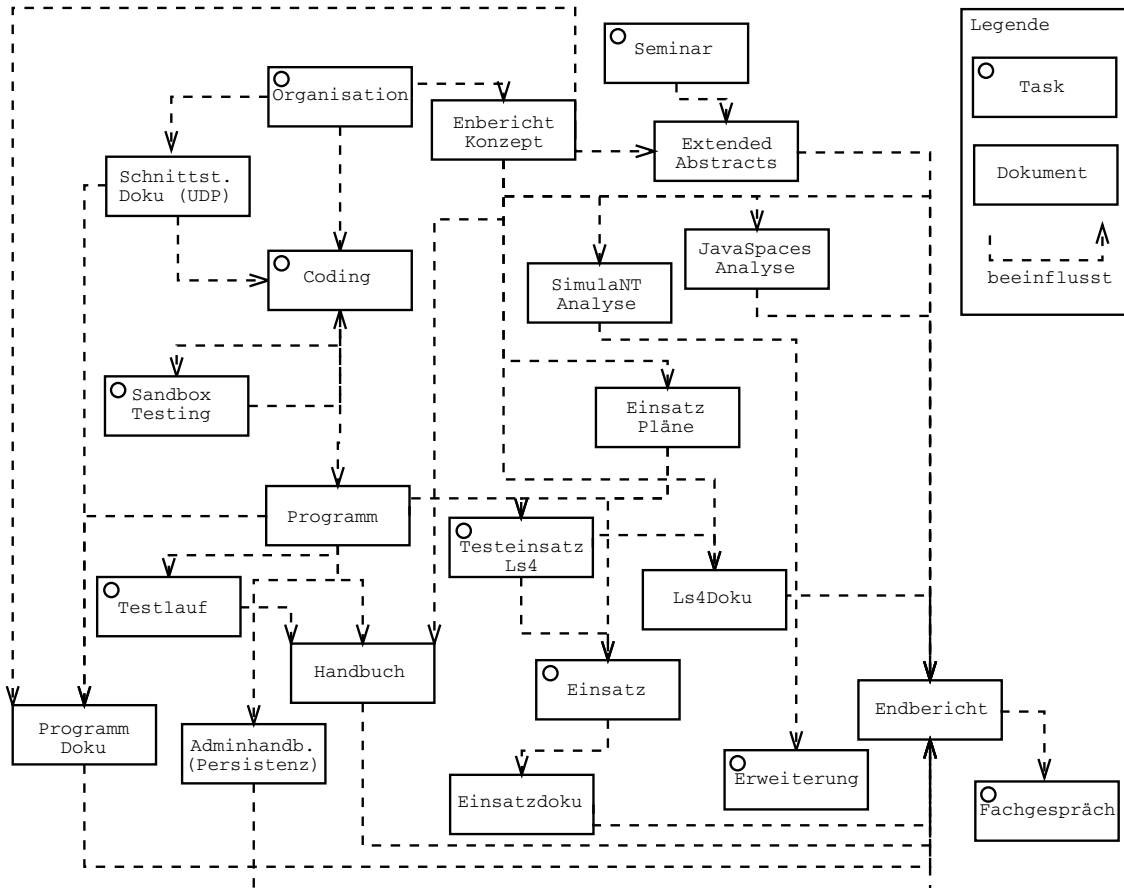 Legende
Seminar
Task
Organisation
Enbericht
Konzept
Extended
Abstracts
Dokument
Schnittst.
Doku (UDP)
JavaSpaces
Analyse
beeinflusst
Coding
SimulaNT
Analyse
Sandbox
Testing
Einsatz
Pläne
Programm
Testeinsatz
Ls4
Testlauf
Ls4Doku
Handbuch
Einsatz
Endbericht
Programm
Doku
Adminhandb.
(Persistenz)
Erweiterung
Einsatzdoku
Fachgespräch